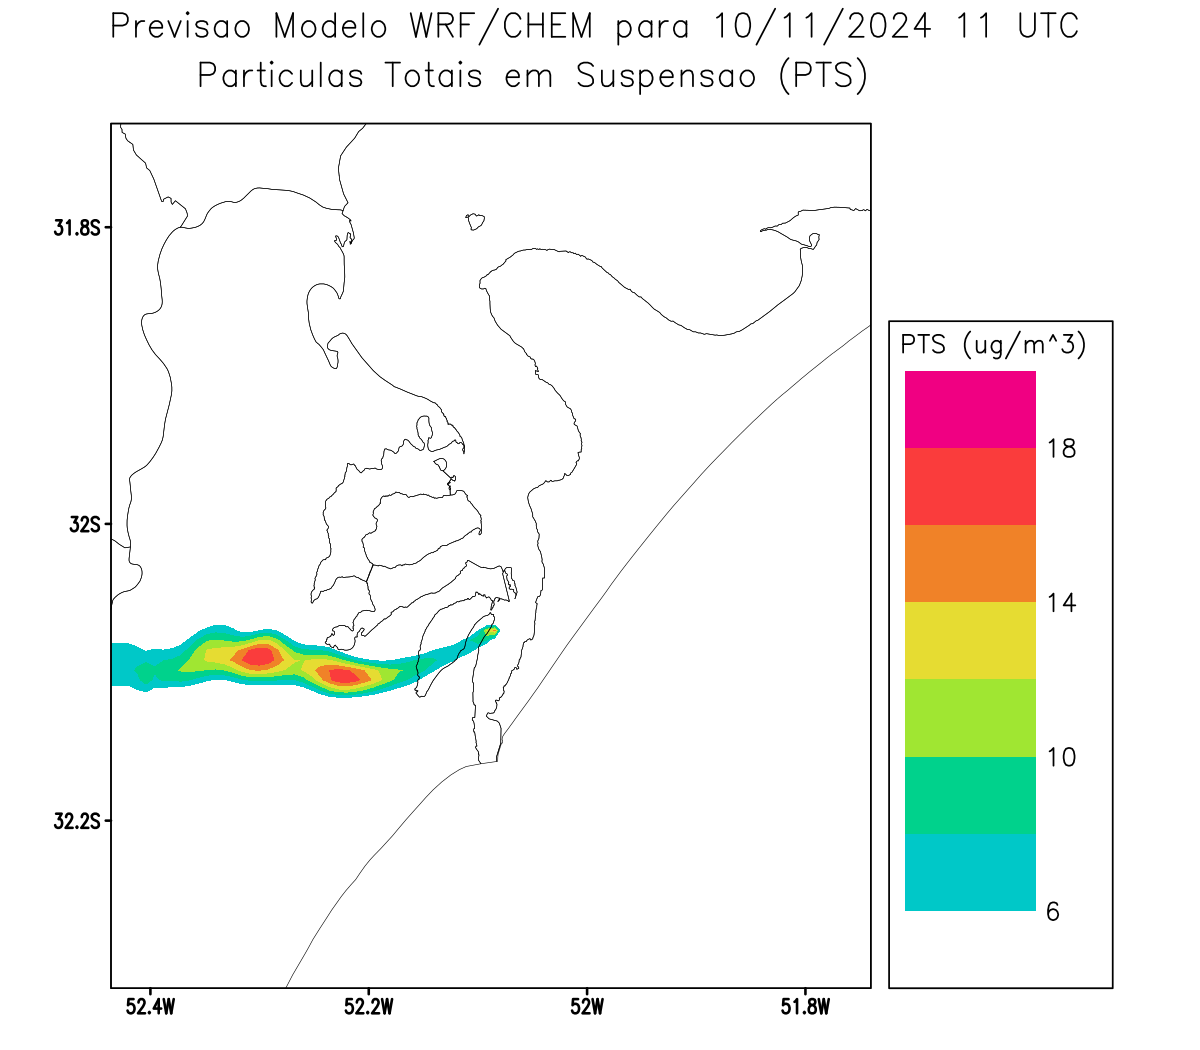 Previsao Modelo WRF/CHEM para 10/11/2024 11 UTC
Particulas Totais em Suspensao (PTS)
31.8S
32S
32.2S
52.4W
52.2W
52W
51.8W
PTS (ug/m^3)
18
14
10
6